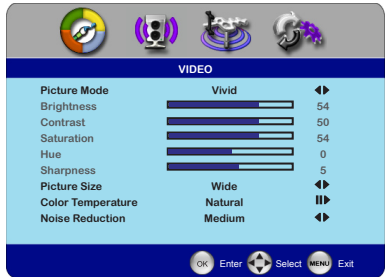 VIDEO
Picture Mode Vivid
Brightness 54
Contrast 50
Saturation 54
Hue 0
Sharpness 5
Picture Size Wide
Color Temperature Natural
Noise Reduction Medium
OK Enter Select MENU Exit